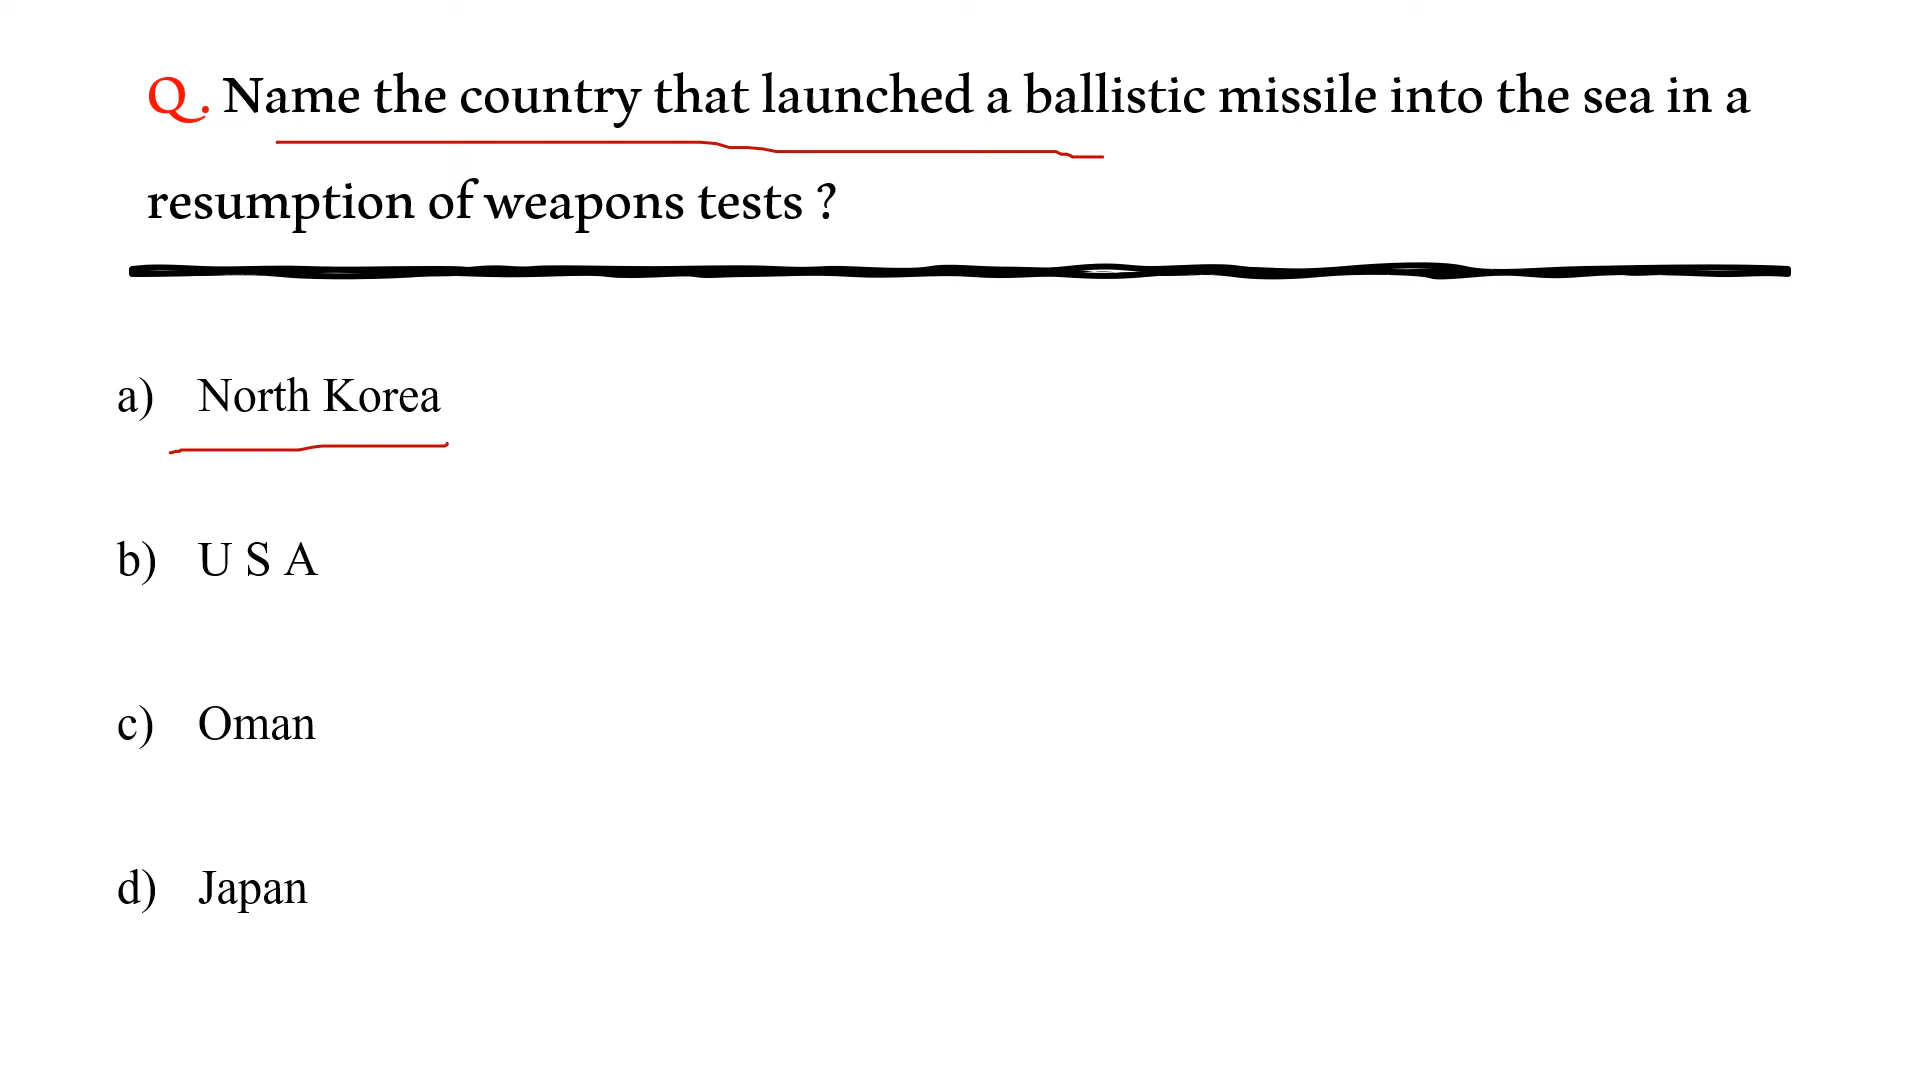 Q. Name the country that launched a ballistic missile into the sea in a
resumption of weapons tests ?
a) North Korea
b) U S A
c) Oman
d) Japan